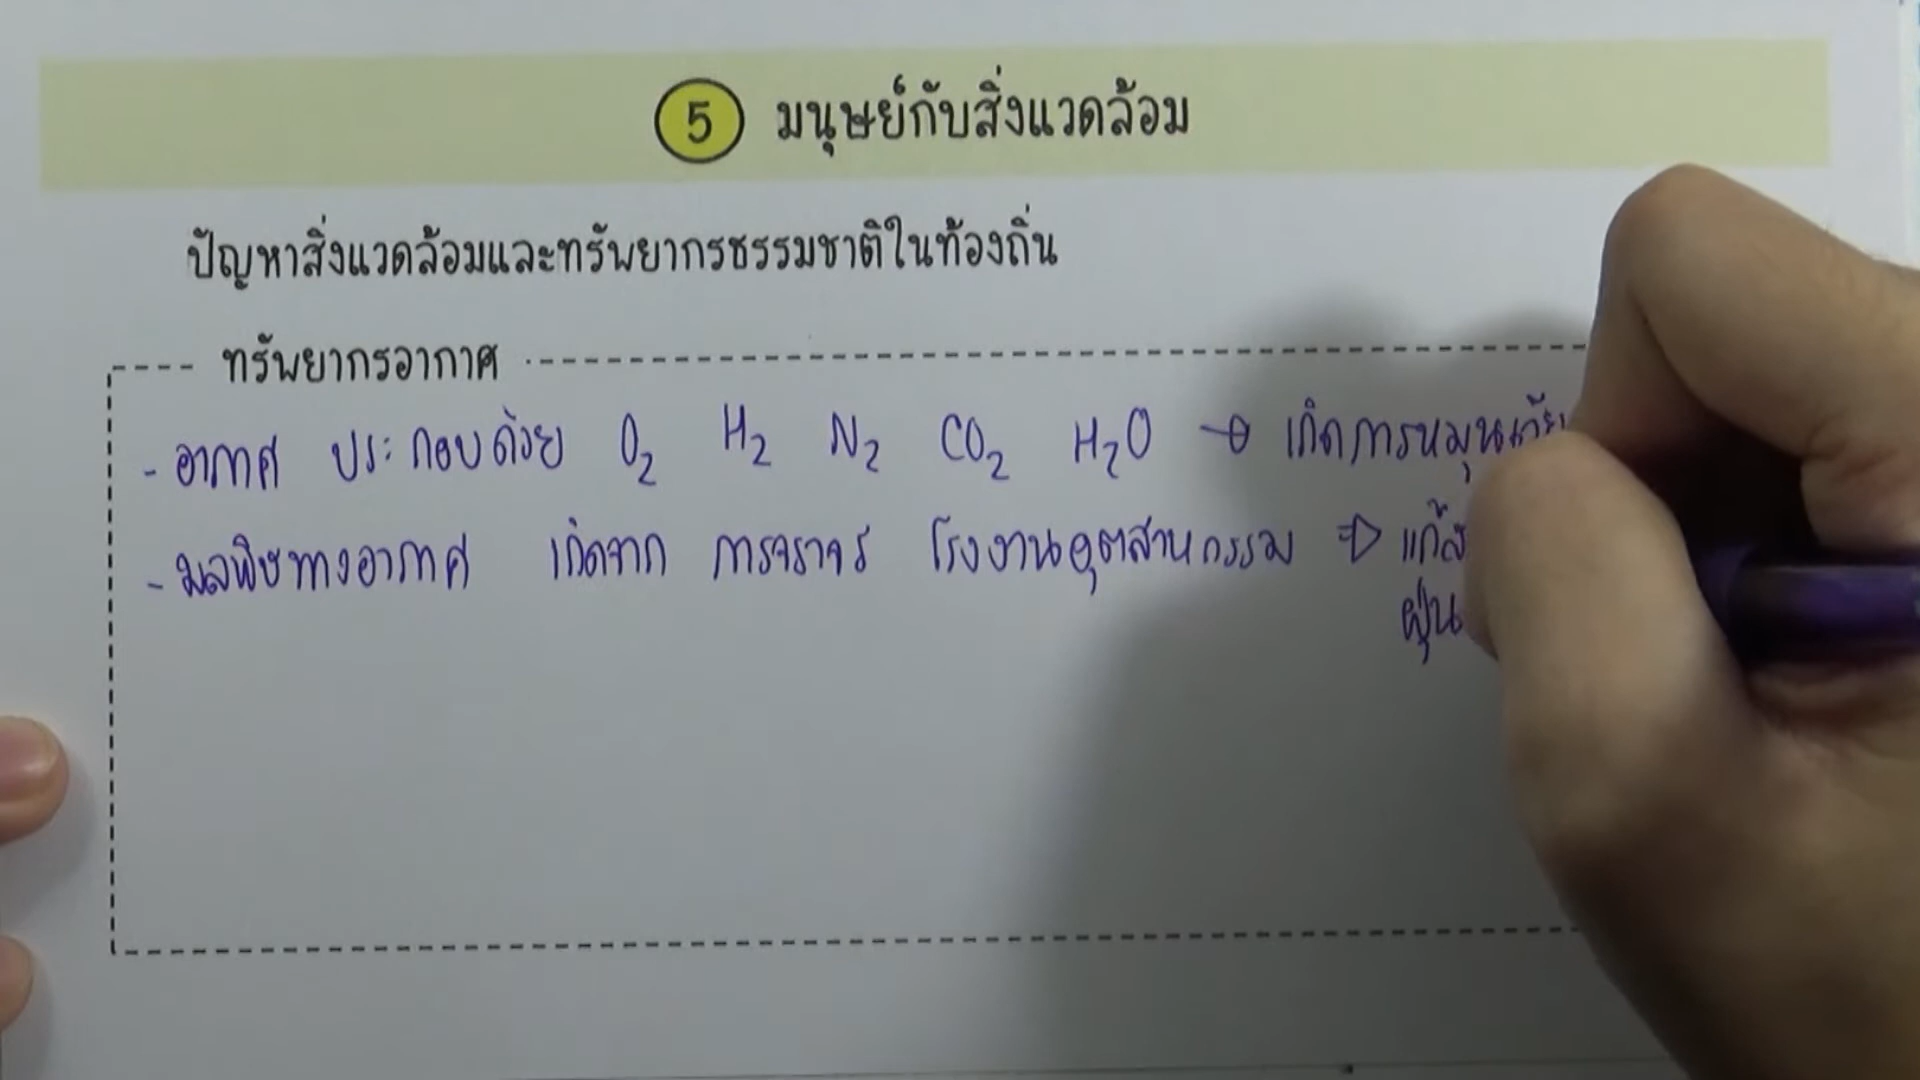 5 มนุษย์กับสิ่งแวดล้อม
ปัญหาสิ่งแวดล้อมและทรัพยากรธรรมชาติในท้องถิ่น
ทรัพยากรอากาศ
- อากาศ ประกอบด้วย O₂ H₂ N₂ CO₂ H₂O → เกิดการหมุนเวีย
- มลพิษทางอากาศ เกิดจาก การจราจร โรงงานอุตสาหกรรม ⇒ แก๊ส
ฝุ่น